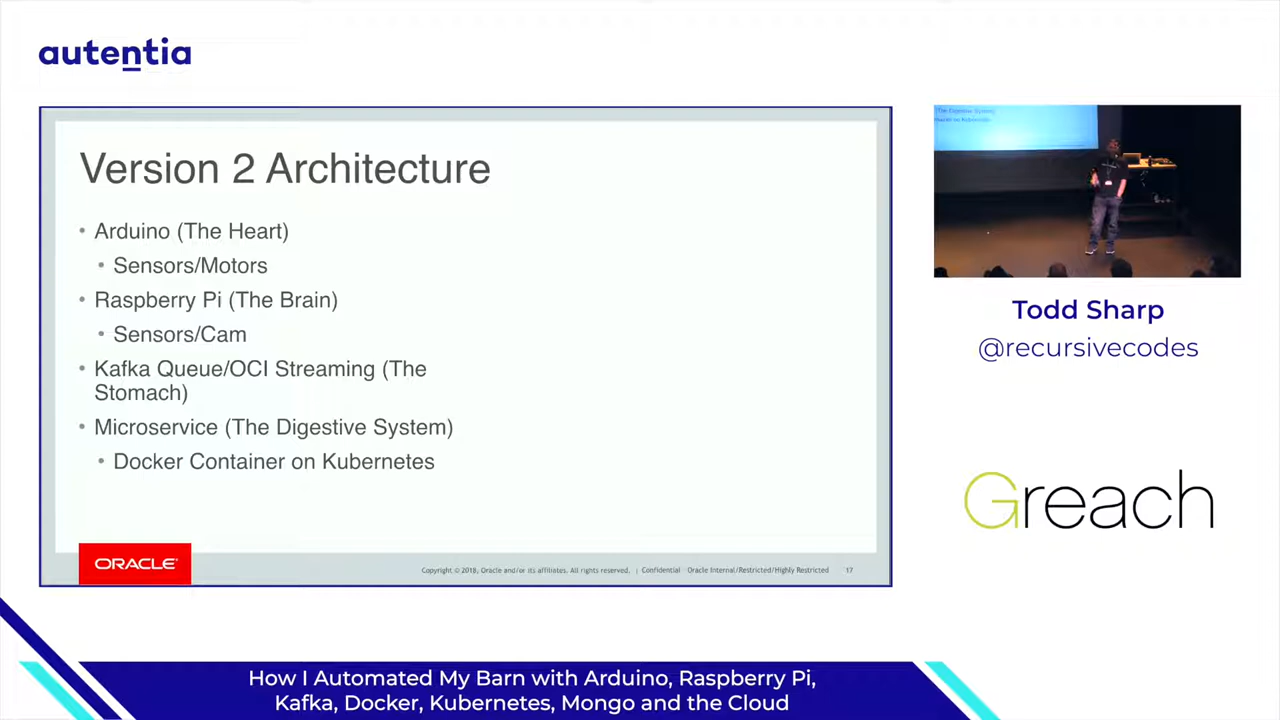 autentia
Version 2 Architecture
• Arduino (The Heart)
• Sensors/Motors
• Raspberry Pi (The Brain)
• Sensors/Cam
• Kafka Queue/OCI Streaming (The
Stomach)
• Microservice (The Digestive System)
• Docker Container on Kubernetes
ORACLE
Copyright © 2018, Oracle and/or its affiliates. All rights reserved. | Confidential – Oracle Internal/Restricted/Highly Restricted 17
(The Digestive System)
Todd Sharp
@recursivecodes
Greach
How I Automated My Barn with Arduino, Raspberry Pi,
Kafka, Docker, Kubernetes, Mongo and the Cloud